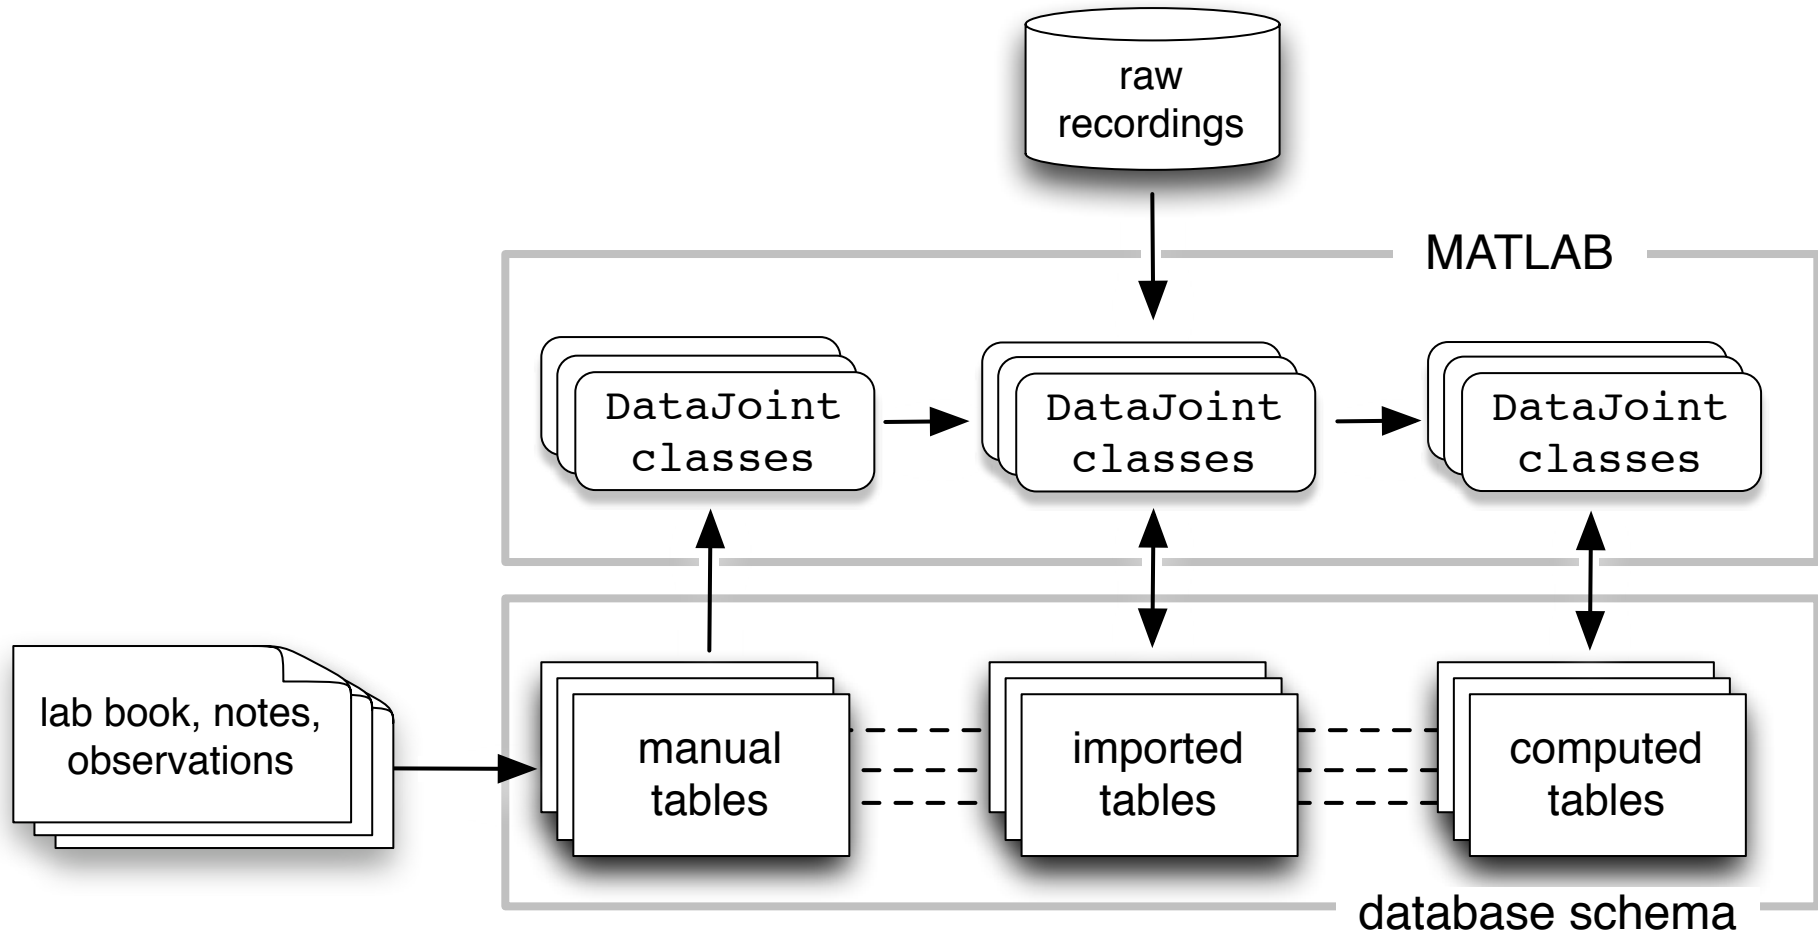 raw
recordings
MATLAB
DataJoint
classes
DataJoint
classes
DataJoint
classes
lab book, notes,
observations
manual
tables
imported
tables
computed
tables
database schema